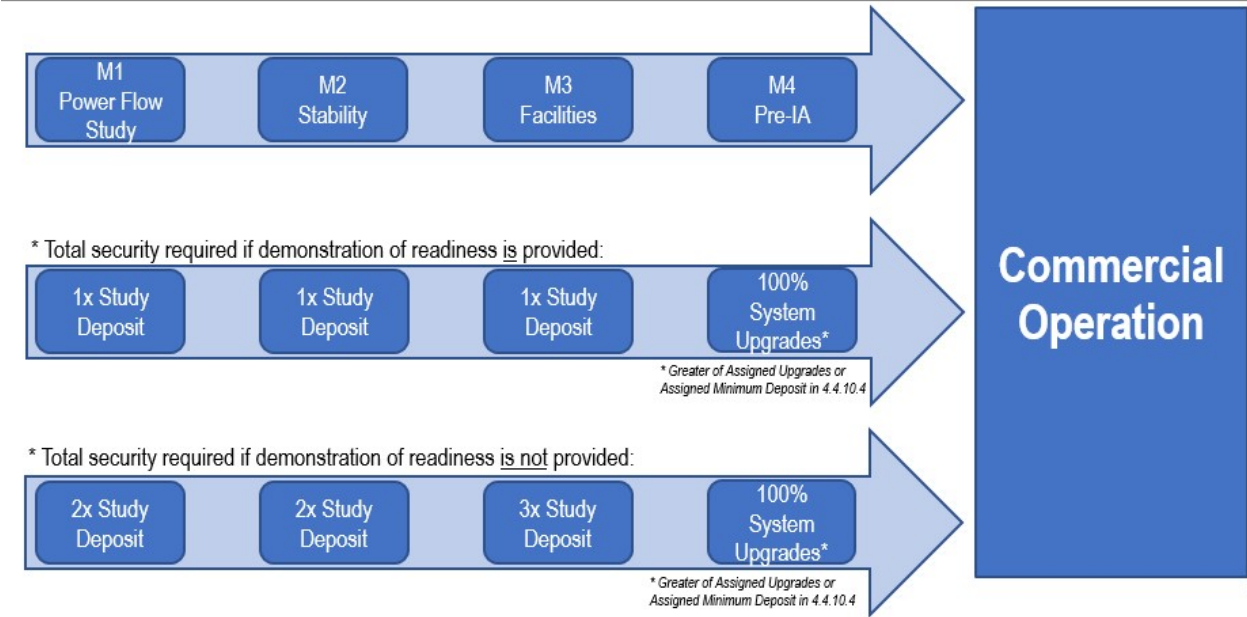 M1
Power Flow
Study
M2
Stability
M3
Facilities
M4
Pre-IA
* Total security required if demonstration of readiness is provided:
1x Study
Deposit
1x Study
Deposit
1x Study
Deposit
100%
System
Upgrades*
* Greater of Assigned Upgrades or
Assigned Minimum Deposit in 4.4.10.4
* Total security required if demonstration of readiness is not provided:
2x Study
Deposit
2x Study
Deposit
3x Study
Deposit
100%
System
Upgrades*
* Greater of Assigned Upgrades or
Assigned Minimum Deposit in 4.4.10.4
Commercial
Operation